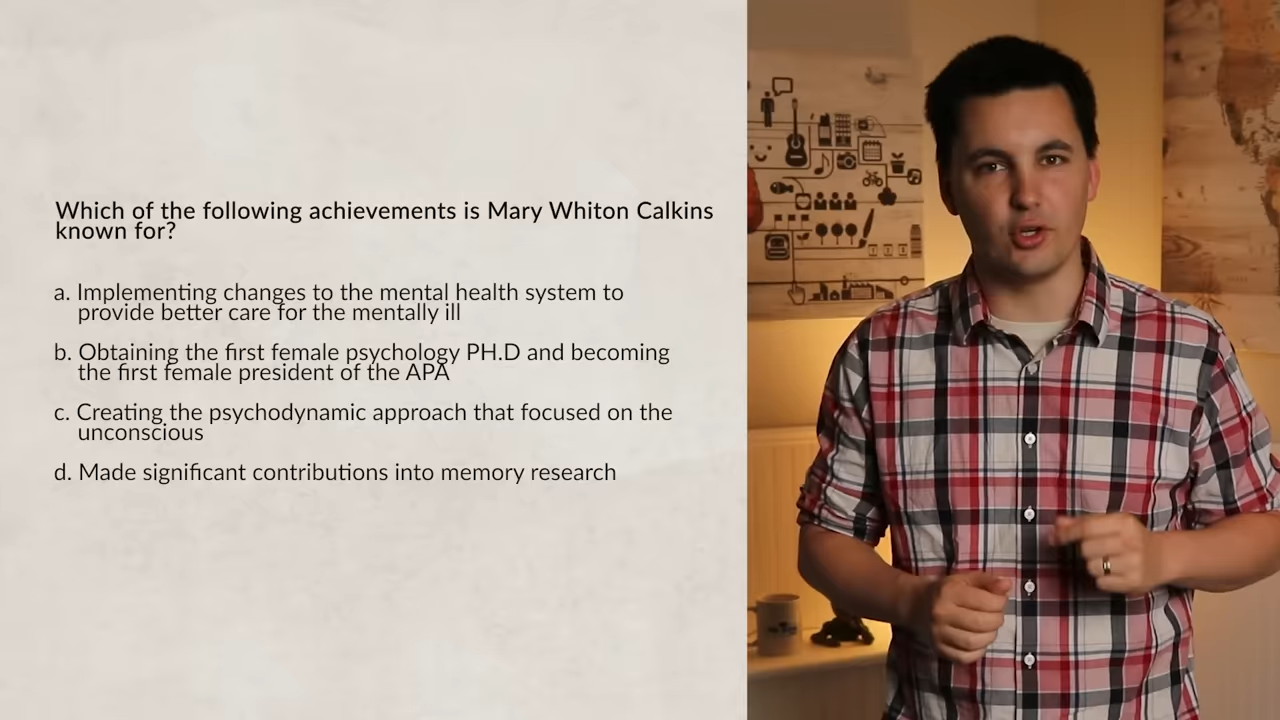 Which of the following achievements is Mary Whiton Calkins
known for?
a. Implementing changes to the mental health system to
provide better care for the mentally ill
b. Obtaining the first female psychology PH.D and becoming
the first female president of the APA
c. Creating the psychodynamic approach that focused on the
unconscious
d. Made significant contributions into memory research